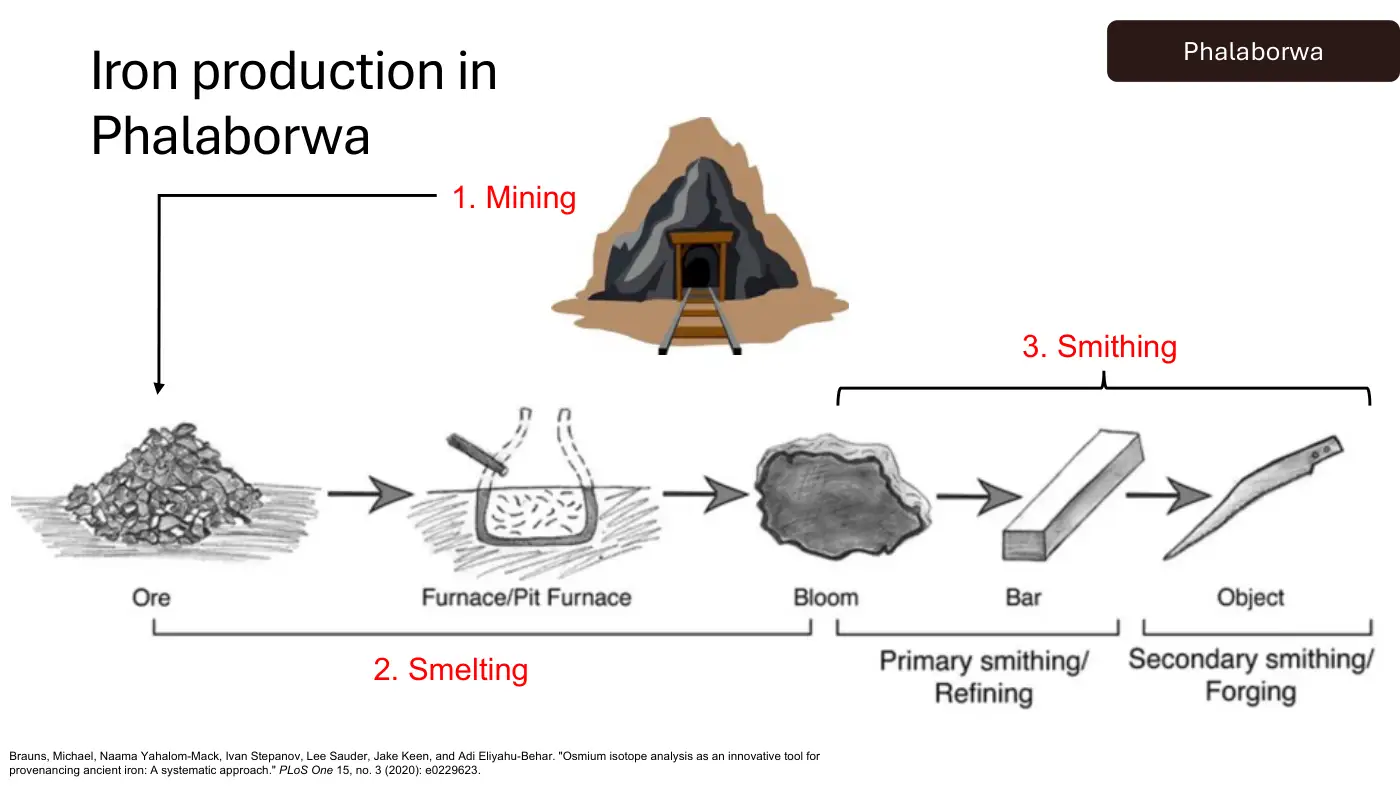 Phalaborwa
Iron production in
Phalaborwa
1. Mining
3. Smithing
Ore
Furnace/Pit Furnace
Bloom
Bar
Object
2. Smelting
Primary smithing/
Refining
Secondary smithing/
Forging
Brauns, Michael, Naama Yahalom-Mack, Ivan Stepanov, Lee Sauder, Jake Keen, and Adi Eliyahu-Behar. "Osmium isotope analysis as an innovative tool for
provenancing ancient iron: A systematic approach." PLoS One 15, no. 3 (2020): e0229623.